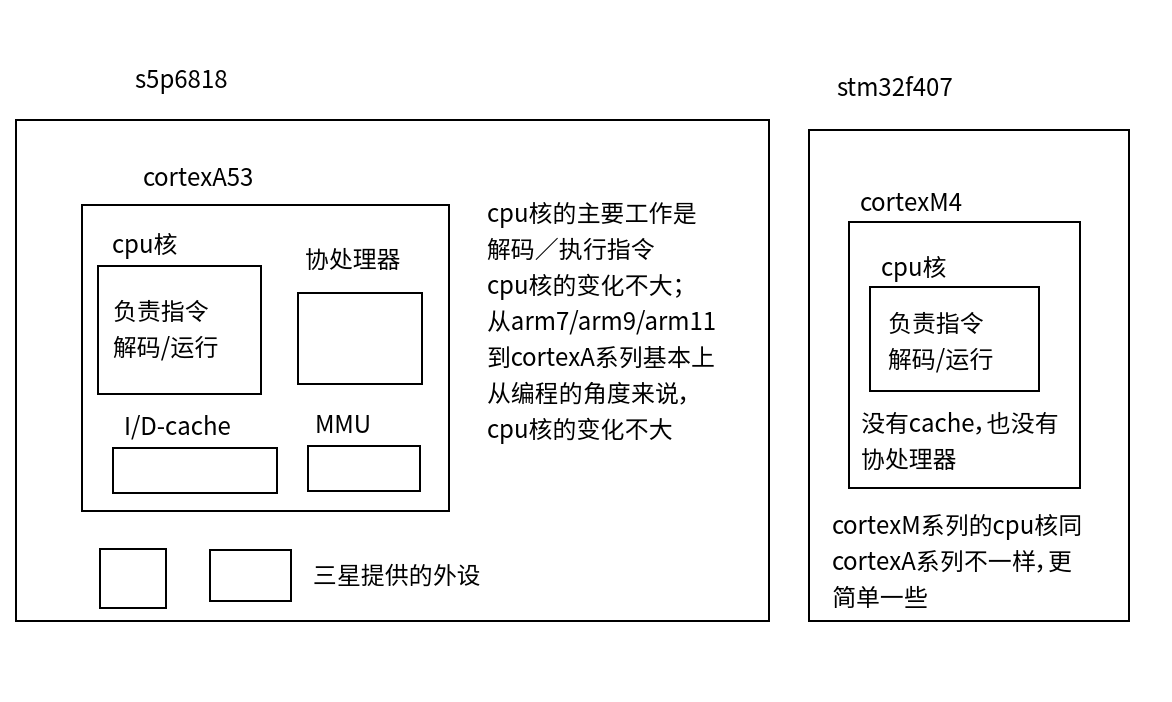 s5p6818
cortexA53
cpu核
负责指令
解码/运行
协处理器
I/D-cache
MMU
cpu核的主要工作是
解码／执行指令
cpu核的变化不大；
从arm7/arm9/arm11
到cortexA系列基本上
从编程的角度来说，
cpu核的变化不大
三星提供的外设
stm32f407
cortexM4
cpu核
负责指令
解码/运行
没有cache，也没有
协处理器
cortexM系列的cpu核同
cortexA系列不一样，更
简单一些